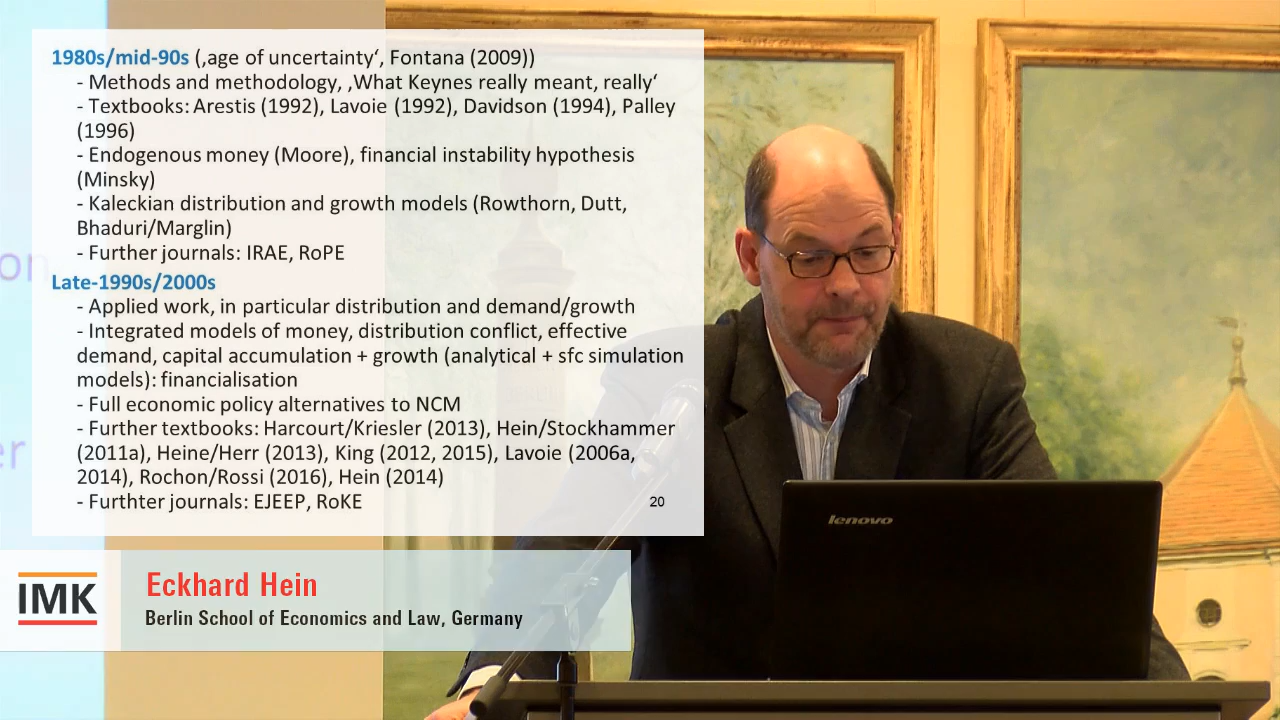 1980s/mid-90s (‚age of uncertainty‘, Fontana (2009))
- Methods and methodology, ‚What Keynes really meant, really‘
- Textbooks: Arestis (1992), Lavoie (1992), Davidson (1994), Palley
(1996)
- Endogenous money (Moore), financial instability hypothesis
(Minsky)
- Kaleckian distribution and growth models (Rowthorn, Dutt,
Bhaduri/Marglin)
- Further journals: IRAE, RoPE
Late-1990s/2000s
- Applied work, in particular distribution and demand/growth
- Integrated models of money, distribution conflict, effective
demand, capital accumulation + growth (analytical + sfc simulation
models): financialisation
- Full economic policy alternatives to NCM
- Further textbooks: Harcourt/Kriesler (2013), Hein/Stockhammer
(2011a), Heine/Herr (2013), King (2012, 2015), Lavoie (2006a,
2014), Rochon/Rossi (2016), Hein (2014)
- Furthter journals: EJEEP, RoKE
20
IMK
Eckhard Hein
Berlin School of Economics and Law, Germany
lenovo